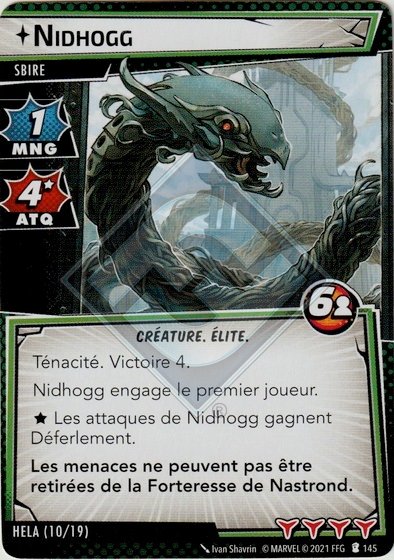 NIDHOGG
SBIRE
1
MNG
4★
ATQ
6
CRÉATURE. ÉLITE.
Ténacité. Victoire 4.
Nidhogg engage le premier joueur.
★ Les attaques de Nidhogg gagnent
Déferlement.
Les menaces ne peuvent pas être
retirées de la Forteresse de Nastrond.
HELA (10/19)
Ivan Shavrin © MARVEL © 2021 FFG 145